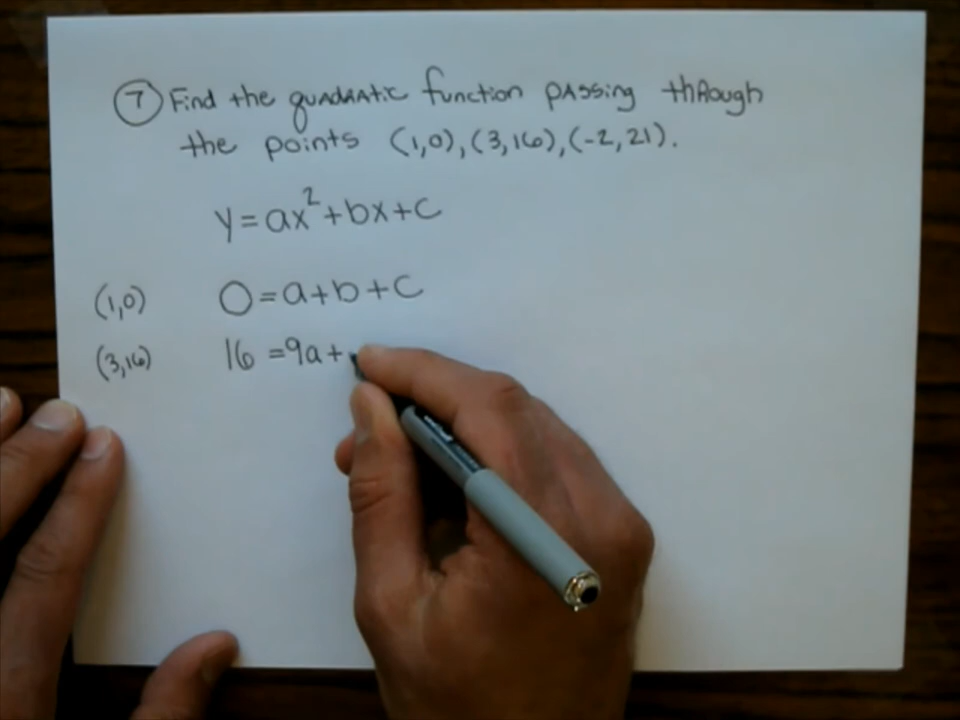 7 Find the quadratic function passing through
the points (1,0), (3,16), (-2,21).
y=ax²+bx+c
(1,0) 0=a+b+c
(3,16) 16=9a+